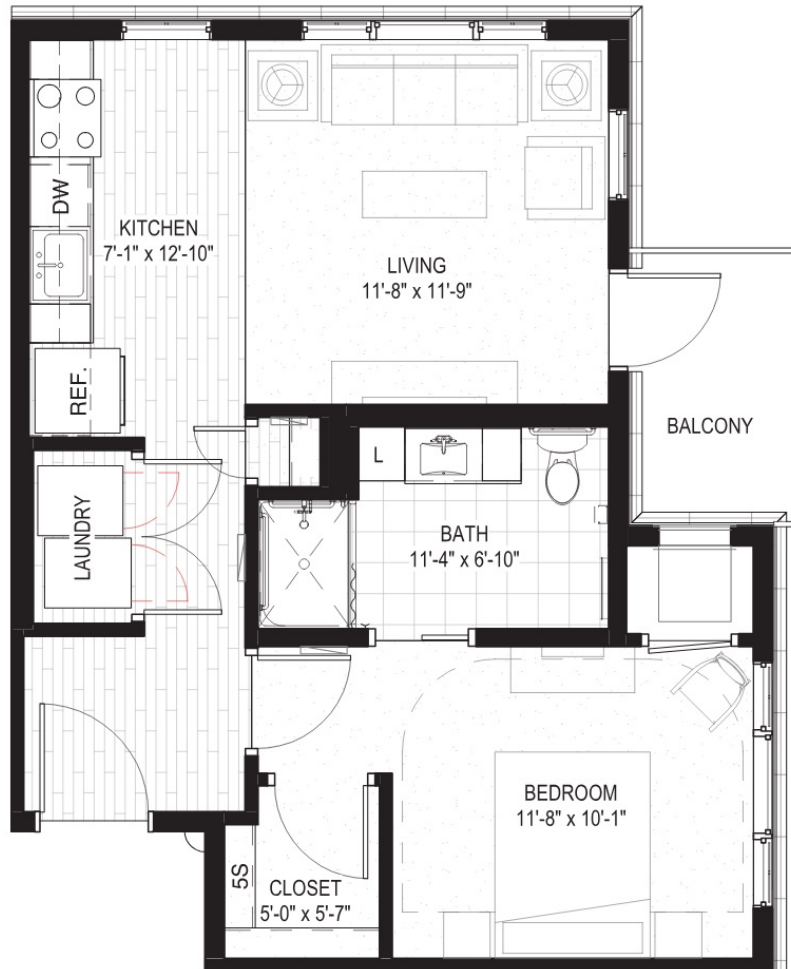 DW
KITCHEN
7'-1" x 12'-10"
LIVING
11'-8" x 11'-9"
REF.
BALCONY
L
LAUNDRY
BATH
11'-4" x 6'-10"
BEDROOM
11'-8" x 10'-1"
5S
CLOSET
5'-0" x 5'-7"